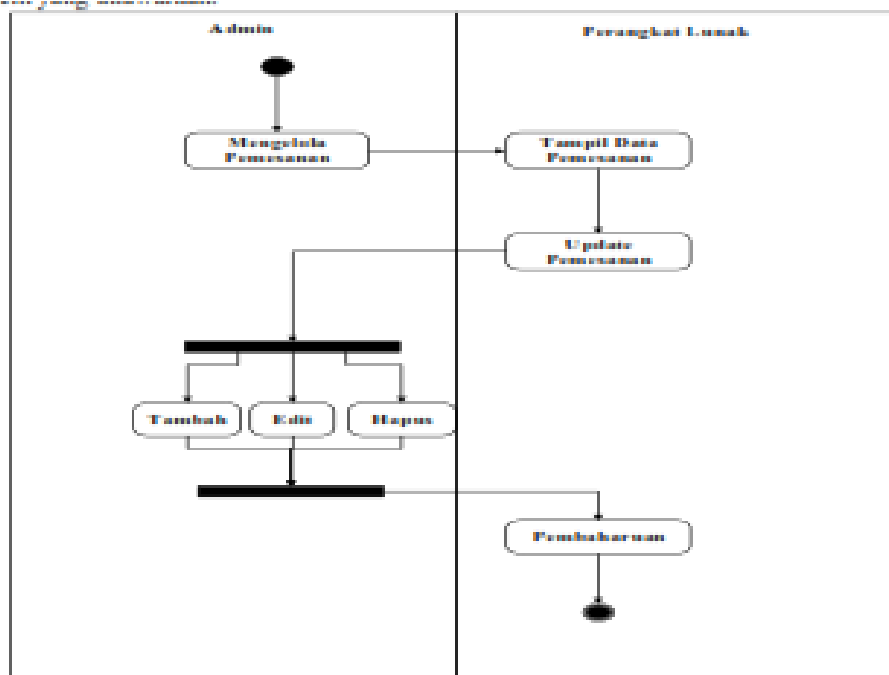 Admin
Perangkat Lunak
Mengelola
Pemesanan
Tampil Data
Pemesanan
Update
Pemesanan
Tambah
Edit
Hapus
Pembaharuan